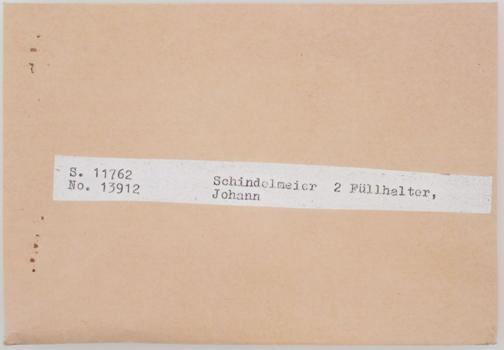 S. 11762
No. 13912
Schindelmeier 2 Füllhalter,
Johann